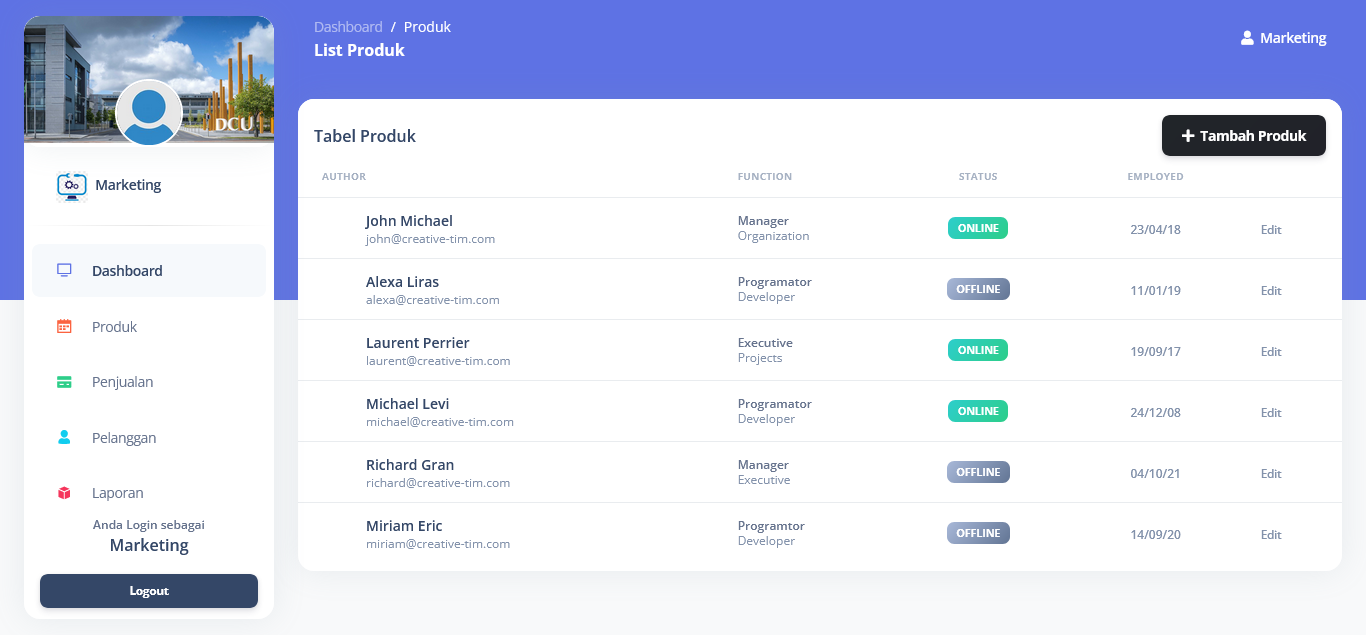 DCU
Marketing
Dashboard
Produk
Penjualan
Pelanggan
Laporan
Anda Login sebagai
Marketing
Logout
Dashboard / Produk
List Produk
Marketing
Tabel Produk
Tambah Produk
AUTHOR FUNCTION STATUS EMPLOYED
John Michael Manager ONLINE 23/04/18 Edit
john@creative-tim.com Organization
Alexa Liras Programator OFFLINE 11/01/19 Edit
alexa@creative-tim.com Developer
Laurent Perrier Executive ONLINE 19/09/17 Edit
laurent@creative-tim.com Projects
Michael Levi Programator ONLINE 24/12/08 Edit
michael@creative-tim.com Developer
Richard Gran Manager OFFLINE 04/10/21 Edit
richard@creative-tim.com Executive
Miriam Eric Programtor OFFLINE 14/09/20 Edit
miriam@creative-tim.com Developer